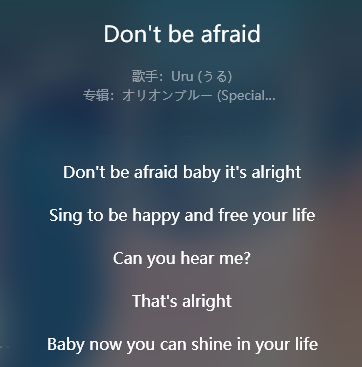 Don't be afraid
歌手：Uru (うる)
专辑：オリオンブルー (Special...
Don't be afraid baby it's alright
Sing to be happy and free your life
Can you hear me?
That's alright
Baby now you can shine in your life